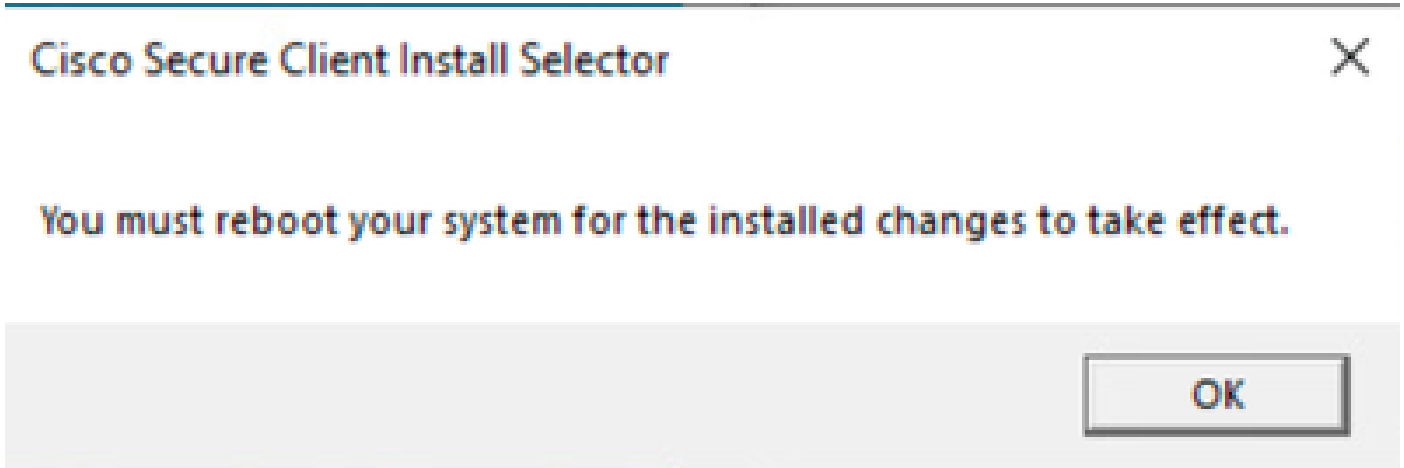 Cisco Secure Client Install Selector
You must reboot your system for the installed changes to take effect.
OK